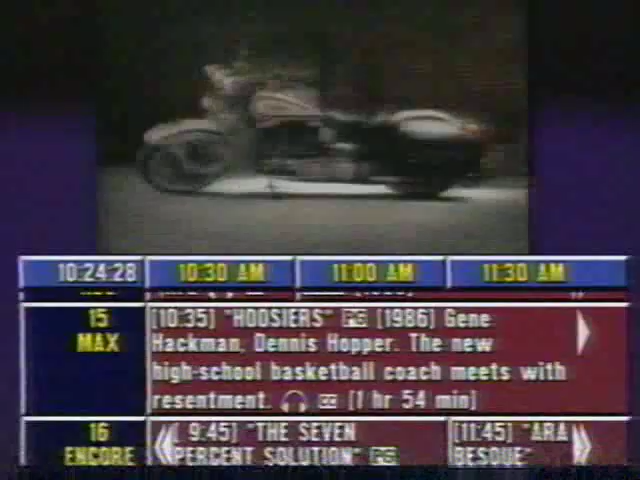 10:24:28 10:30 AM 11:00 AM 11:30 AM
15 [10:35] "HOOSIERS" PG [1986] Gene
MAX Hackman, Dennis Hopper. The new
high-school basketball coach meets with
resentment. CC [1 hr 54 min]
16 9:45] "THE SEVEN [11:45] "ARA
ENCORE PERCENT SOLUTION" PG BESQUE"